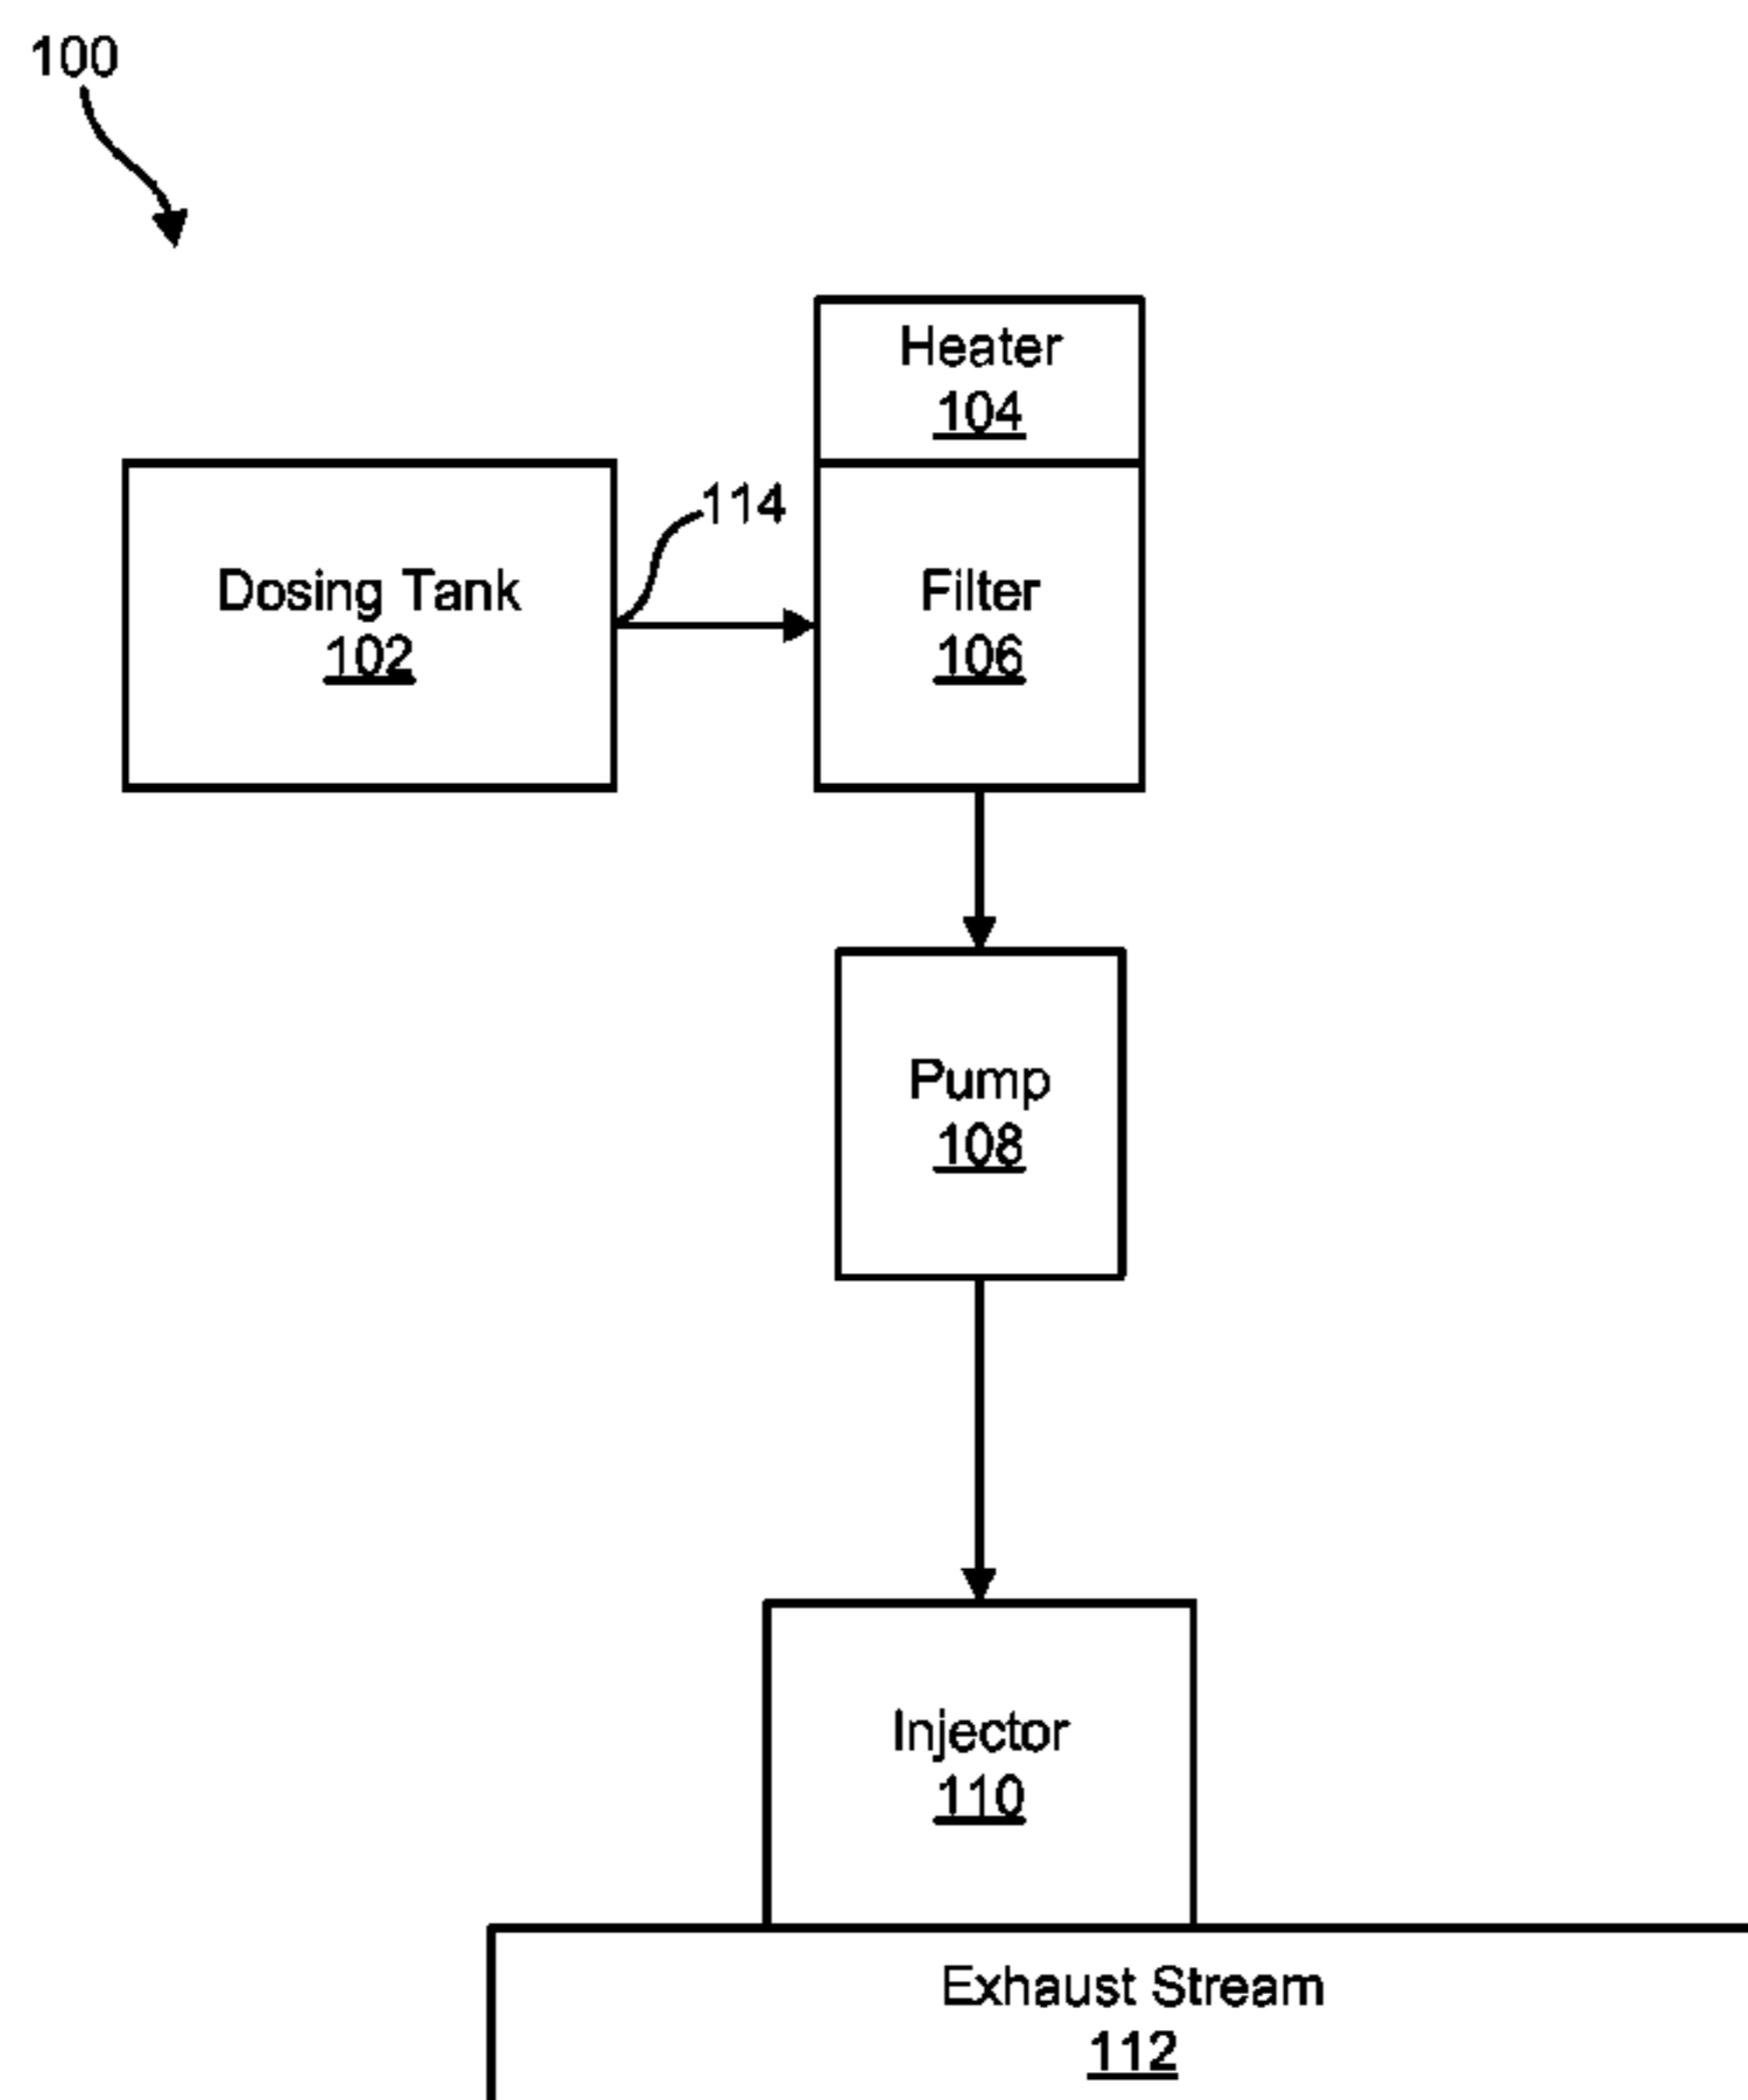 100
Heater
104
114
Dosing Tank
102
Filter
106
Pump
108
Injector
110
Exhaust Stream
112